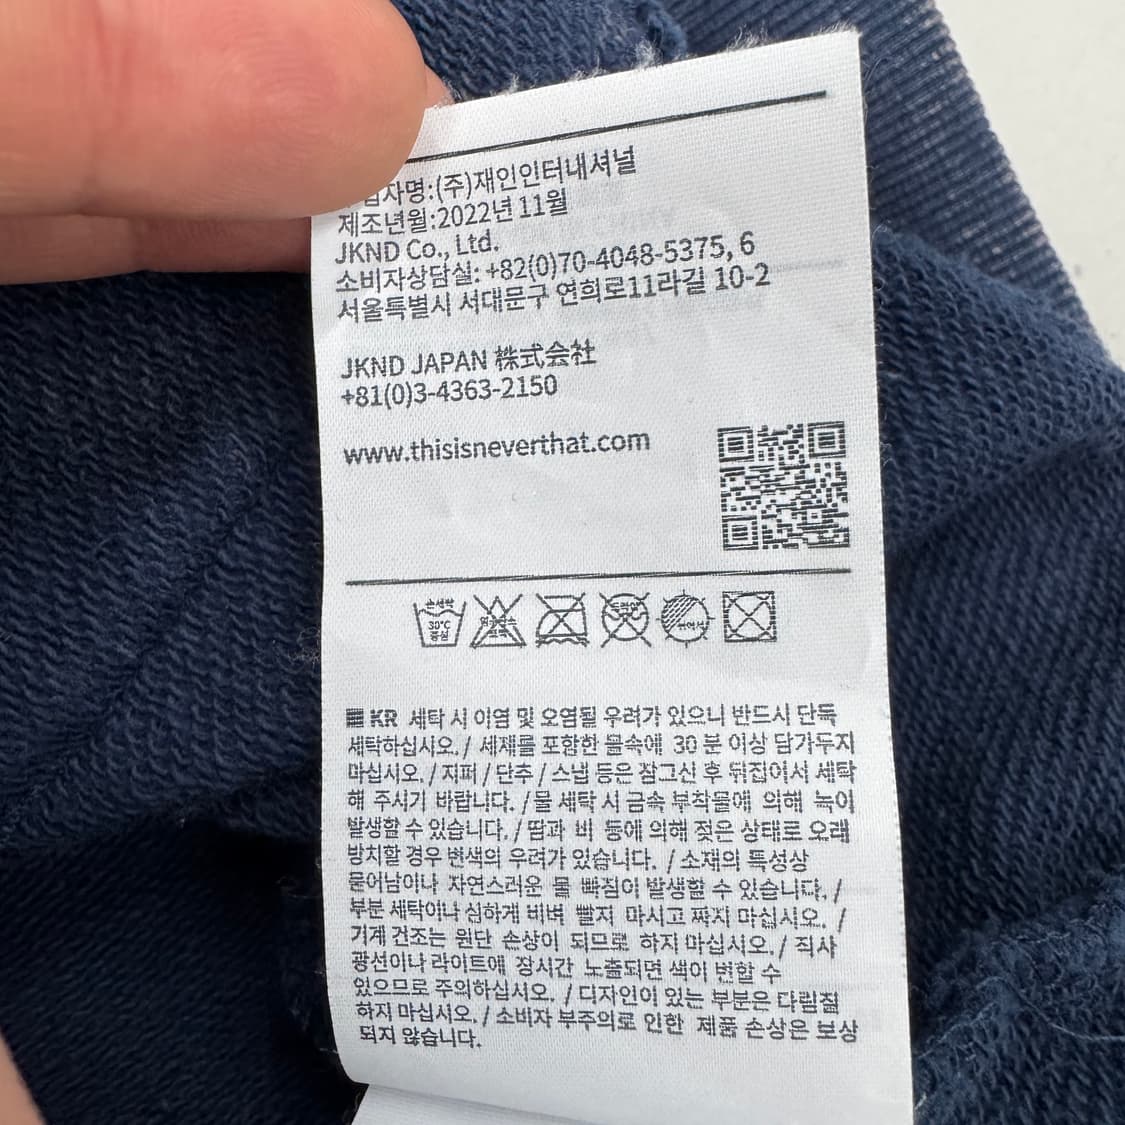 자명:(주)재인인터내셔널
제조년월:2022년 11월
JKND Co., Ltd.
소비자상담실: +82(0)70-4048-5375, 6
서울특별시 서대문구 연희로11라길 10-2
JKND JAPAN 株式会社
+81(0)3-4363-2150
www.thisisneverthat.com
30°C
KR 세탁 시 이염 및 오염될 우려가 있으니 반드시 단독
세탁하십시오. / 세제를 포함한 물속에 30 분 이상 담가두지
마십시오. / 지퍼 / 단추 / 스냅 등은 잠그신 후 뒤집어서 세탁
해 주시기 바랍니다. / 물 세탁 시 금속 부착물에 의해 녹이
발생할 수 있습니다. / 땀과 비 등에 의해 젖은 상태로 오래
방치할 경우 변색의 우려가 있습니다. / 소재의 특성상
묻어남이나 자연스러운 물 빠짐이 발생할 수 있습니다. /
부분 세탁이나 심하게 비벼 빨지 마시고 짜지 마십시오. /
기계 건조는 원단 손상이 되므로 하지 마십시오. / 직사
광선이나 라이트에 장시간 노출되면 색이 변할 수
있으므로 주의하십시오. / 디자인이 있는 부분은 다림질
하지 마십시오. / 소비자 부주의로 인한 제품 손상은 보상
되지 않습니다.